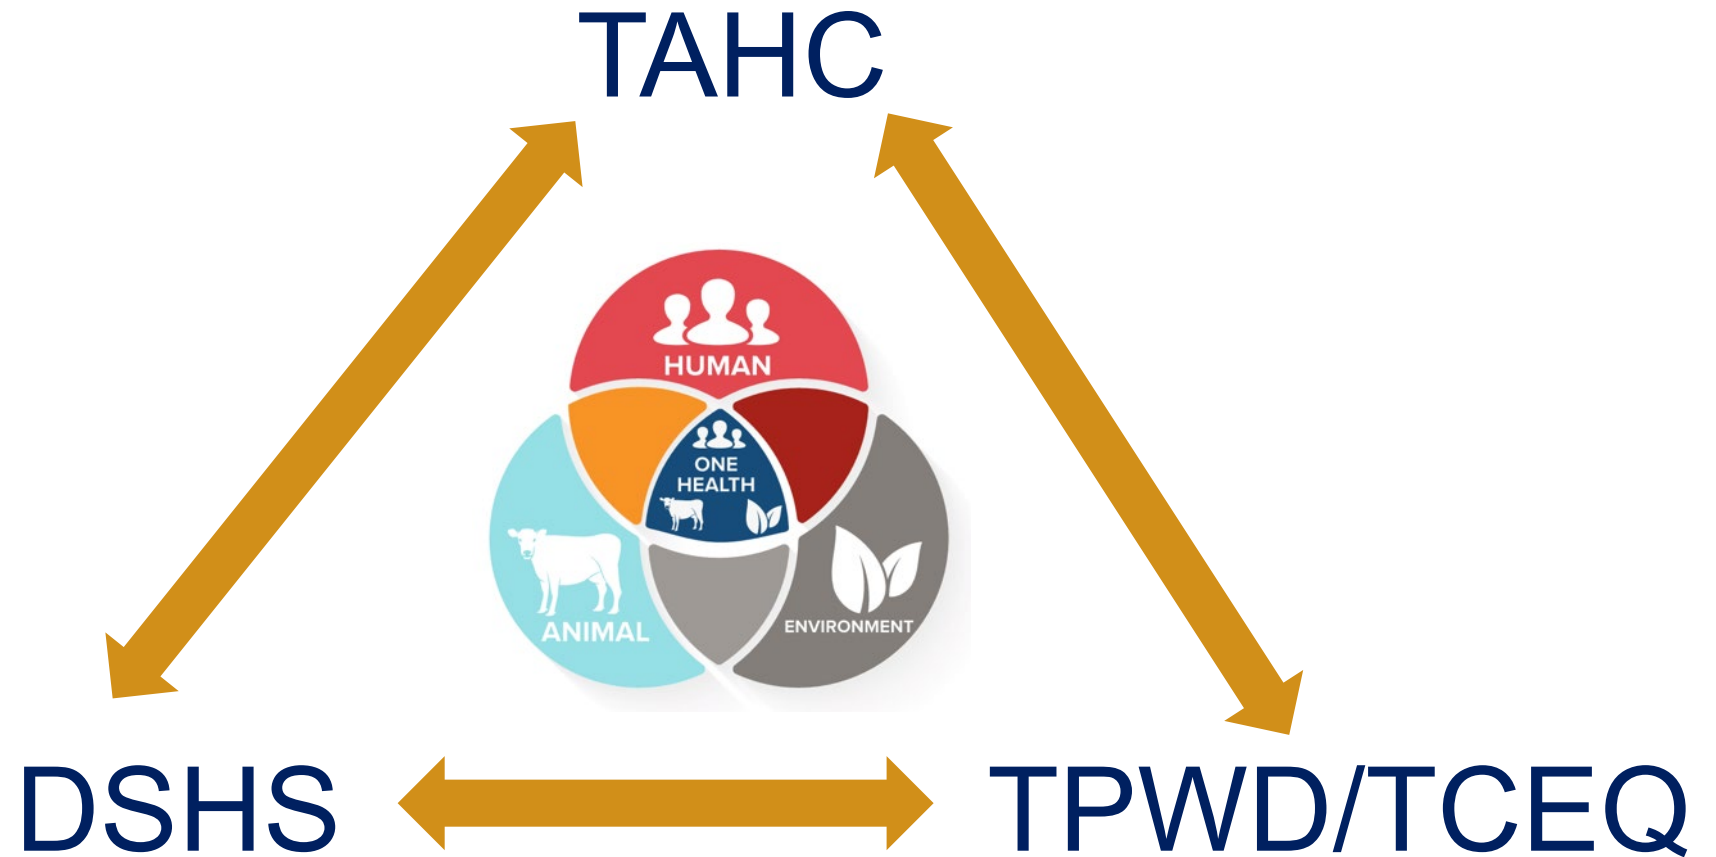 TAHC
HUMAN
ONE
HEALTH
ANIMAL
ENVIRONMENT
DSHS
TPWD/TCEQ